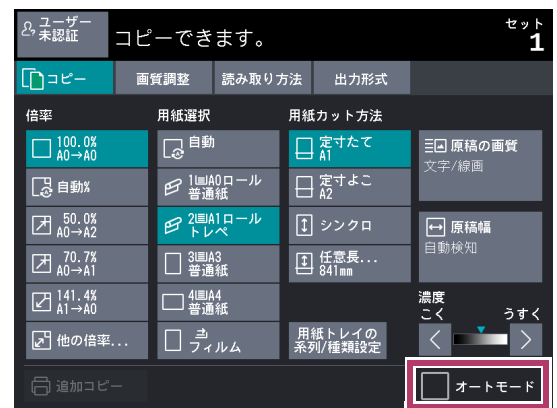 ユーザー
未認証
コピーできます。
セット
1
コピー
画質調整
読み取り方法
出力形式
倍率
用紙選択
用紙カット方法
100.0%
A0→A0
自動
定寸たて
A1
原稿の画質
文字/線画
自動%
1 A0ロール
普通紙
定寸よこ
A2
50.0%
A0→A2
2 A1ロール
トレペ
シンクロ
原稿幅
自動検知
70.7%
A0→A1
3 A3
普通紙
任意長...
841mm
141.4%
A1→A0
4 A4
普通紙
濃度
こく うすく
他の倍率...
フィルム
用紙トレイの
系列/種類設定
追加コピー
オートモード